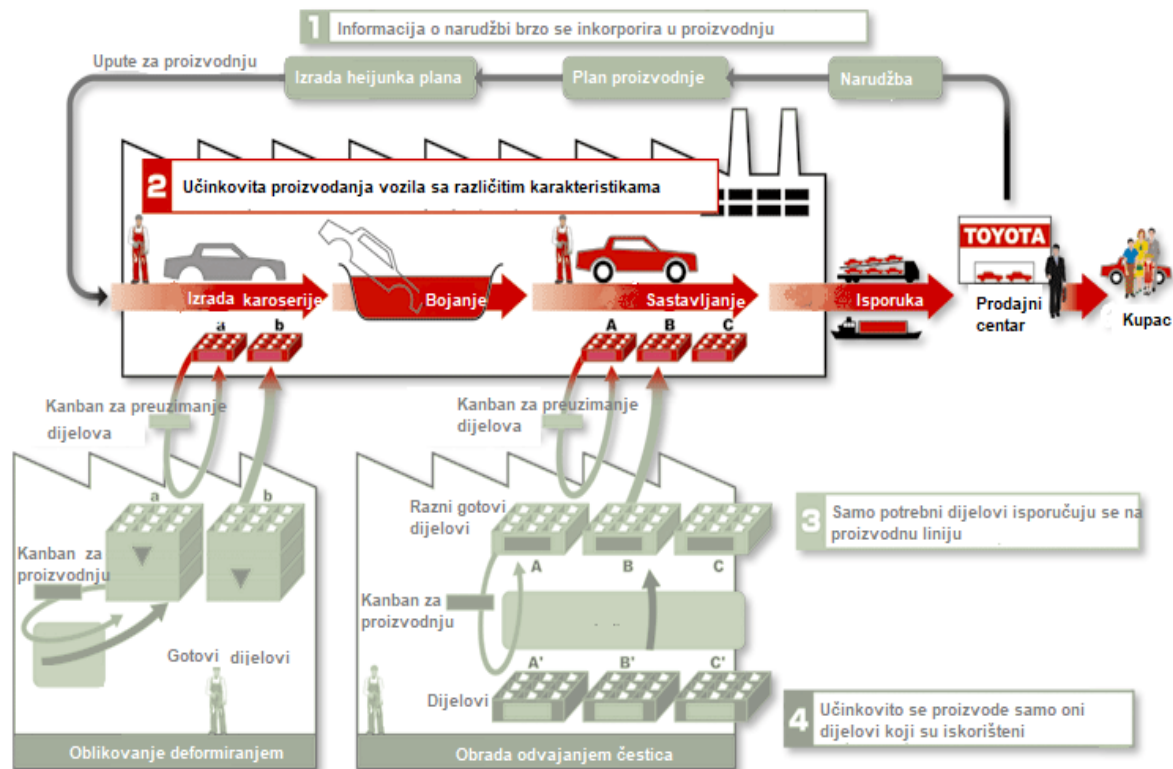 1 Informacija o narudžbi brzo se inkorporira u proizvodnju
Upute za proizvodnju
Izrada heijunka plana
Plan proizvodnje
Narudžba
2 Učinkovita proizvodanja vozila sa različitim karakteristikama
TOYOTA
Izrada karoserije
Bojanje
Sastavljanje
Isporuka
Prodajni
centar
Kupac
a b
A B C
Kanban za preuzimanje
dijelova
Kanban za preuzimanje
dijelova
a b
Kanban za
proizvodnju
Gotovi dijelovi
Oblikovanje deformiranjem
Razni gotovi
dijelovi
A B C
Kanban za
proizvodnju
A' B' C'
Dijelovi
Obrada odvajanjem čestica
3 Samo potrebni dijelovi isporučuju se na
proizvodnu liniju
4 Učinkovito se proizvode samo oni
dijelovi koji su iskorišteni